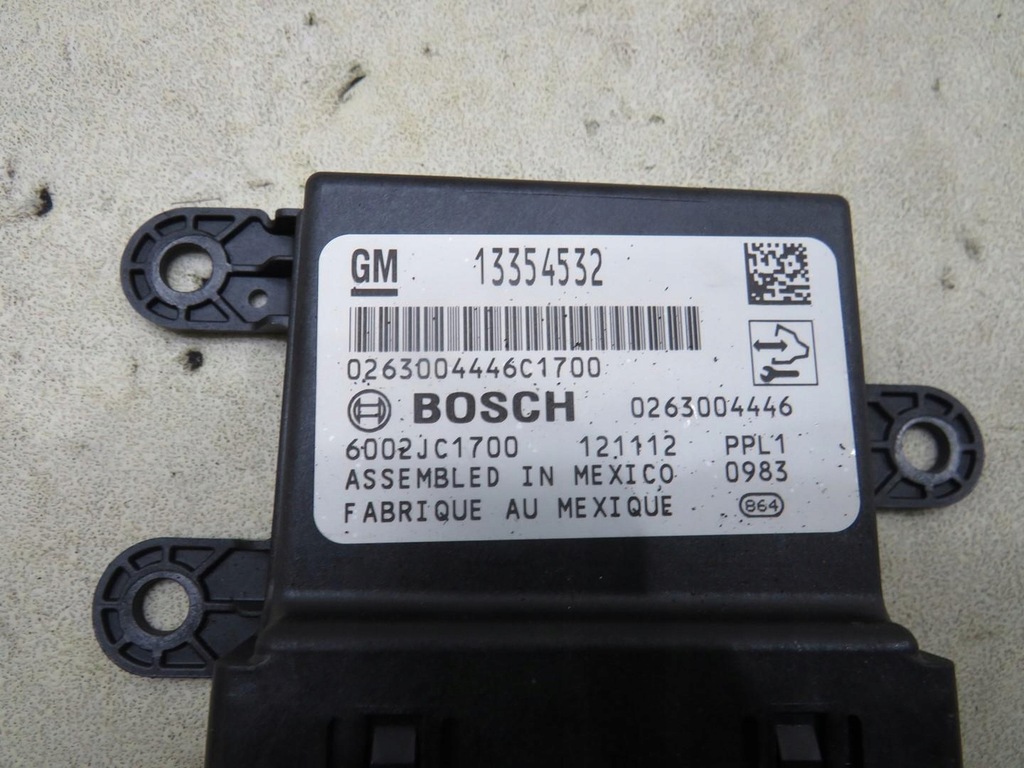 GM 13354532
0263004446C1700
BOSCH 0263004446
6002JC1700 121112 PPL1
ASSEMBLED IN MEXICO 0983
FABRIQUE AU MEXIQUE 864